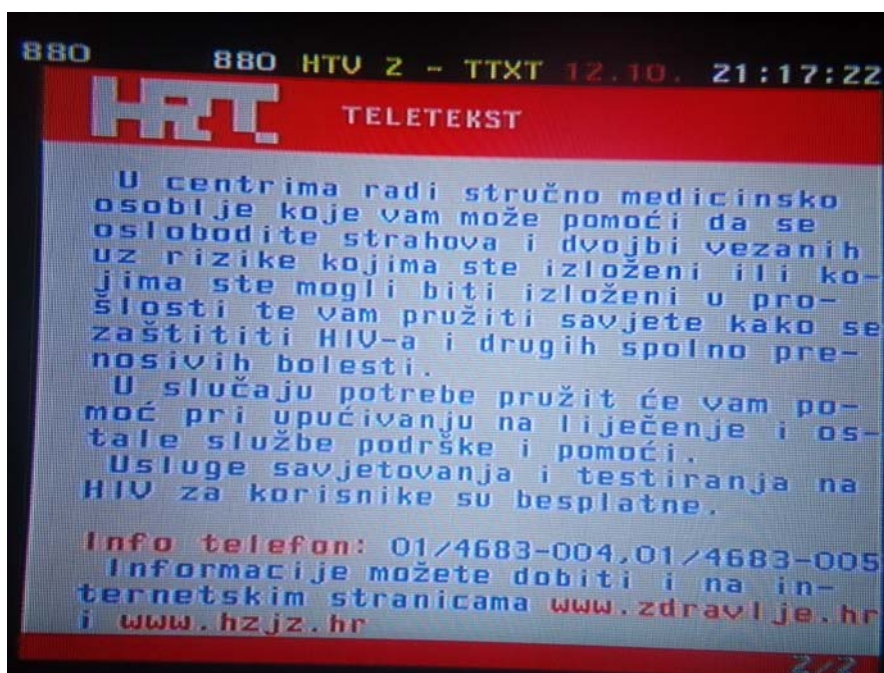 880 880 HTV 2 - TTXT 12.10. 21:17:22
HRT TELETEKST
U centrima radi stručno medicinsko
osoblje koje vam može pomoći da se
oslobodite strahova i dvojbi vezanih
uz rizike kojima ste izloženi ili ko-
jima ste mogli biti izloženi u pro-
šlosti te vam pružiti savjete kako se
zaštititi HIV-a i drugih spolno pre-
nosivih bolesti.
U slučaju potrebe pružit će vam po-
moć pri upućivanju na liječenje i os-
tale službe podrške i pomoći.
Usluge savjetovanja i testiranja na
HIV za korisnike su besplatne.
Info telefon: 01/4683-004,01/4683-005
Informacije možete dobiti i na in-
ternetskim stranicama www.zdravlje.hr
i www.hzjz.hr
2/2